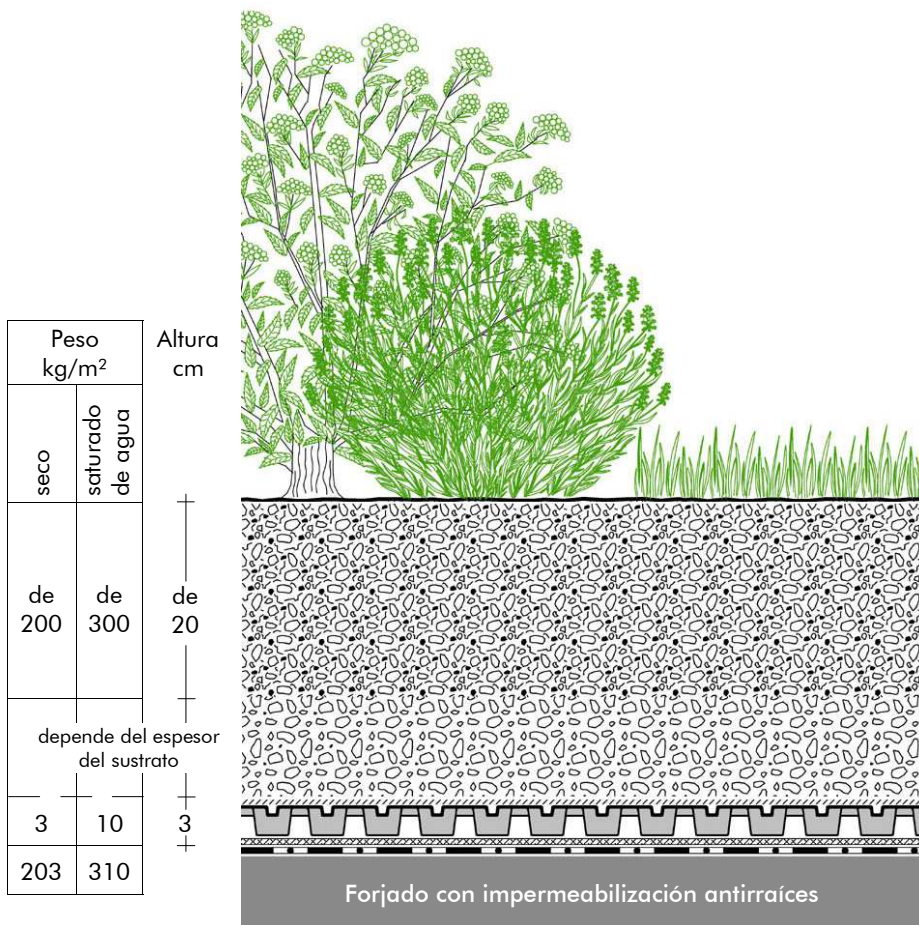 Peso
kg/m²
Altura
cm
seco
saturado
de agua
de
200
de
300
de
20
depende del espesor
del sustrato
3
10
3
203
310
Forjado con impermeabilización antirraíces